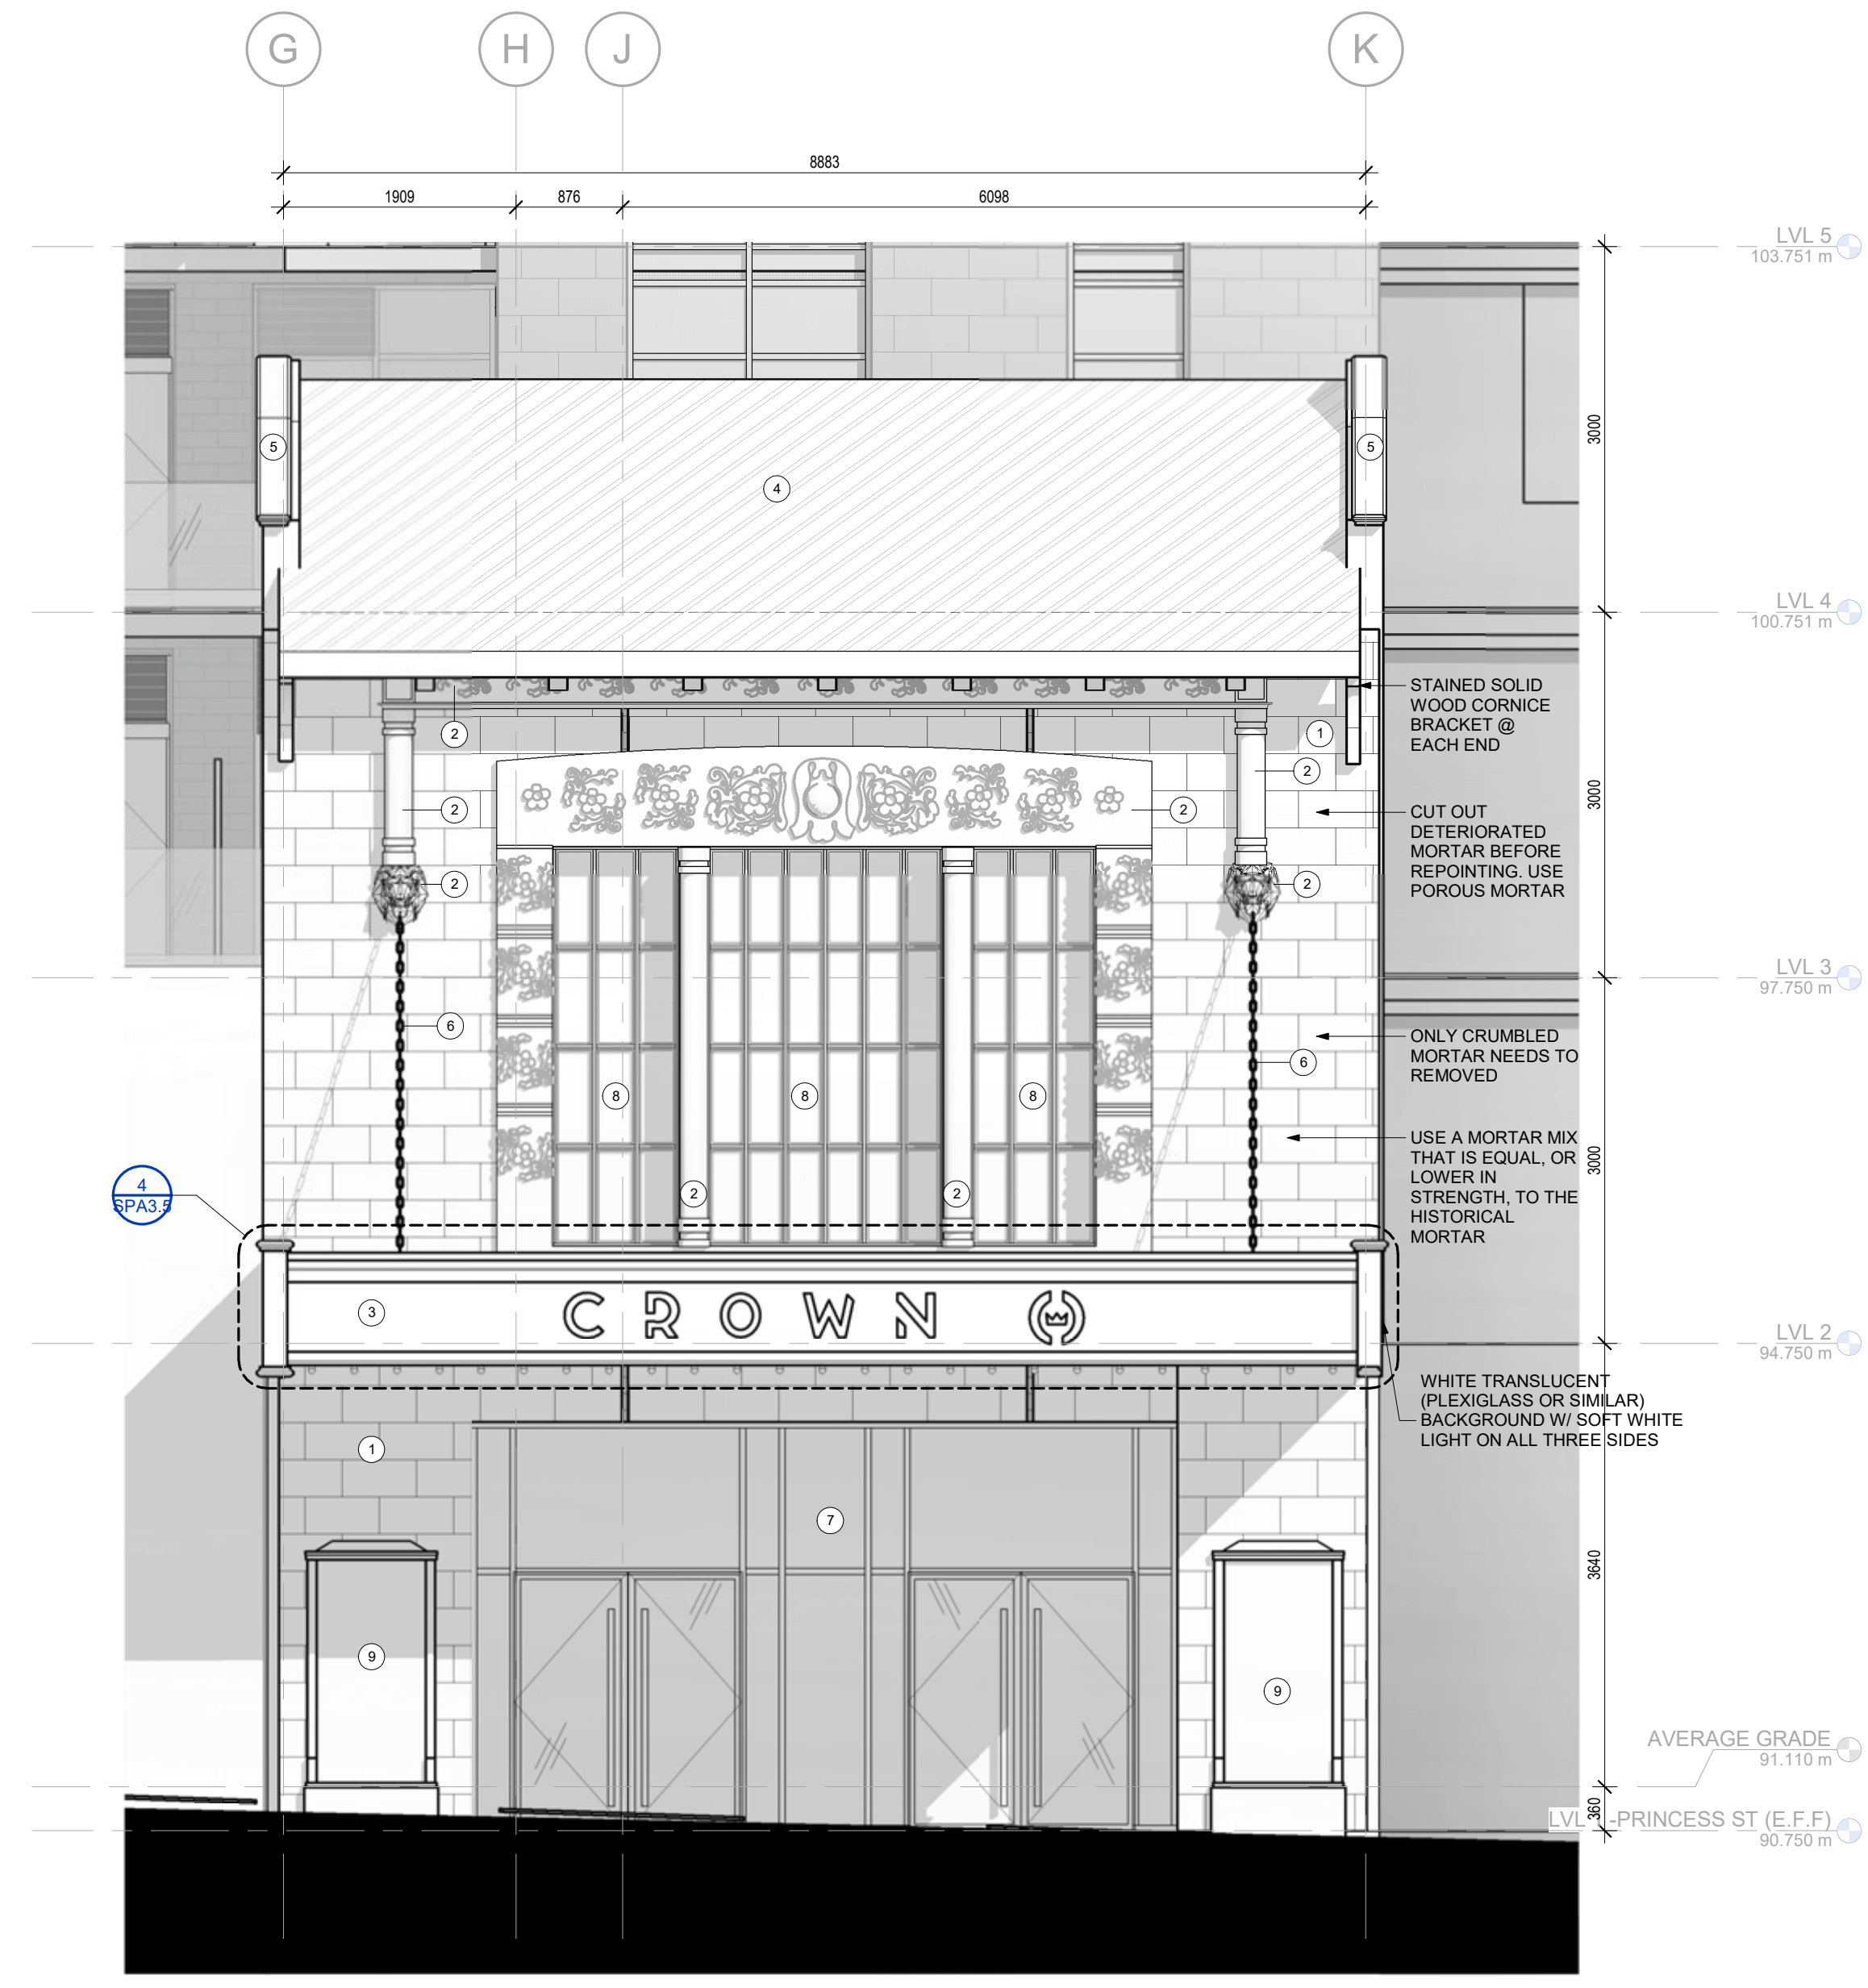 G H J K
8883
1909 876 6098
LVL 5
103.751 m
3000
5 5
4
LVL 4
100.751 m
STAINED SOLID
WOOD CORNICE
BRACKET @
EACH END
2 1
2
3000
2 2
CUT OUT
DETERIORATED
MORTAR BEFORE
REPOINTING. USE
POROUS MORTAR
2 2
LVL 3
97.750 m
6 6
ONLY CRUMBLED
MORTAR NEEDS TO
REMOVED
8 8 8
3000
USE A MORTAR MIX
THAT IS EQUAL, OR
LOWER IN
STRENGTH, TO THE
HISTORICAL
MORTAR
4
SPA3.5
2 2
3
CROWN
LVL 2
94.750 m
WHITE TRANSLUCENT
(PLEXIGLASS OR SIMILAR)
BACKGROUND W/ SOFT WHITE
LIGHT ON ALL THREE SIDES
1
7
3640
9 9
AVERAGE GRADE
91.110 m
360
LVL -PRINCESS ST (E.F.F)
90.750 m